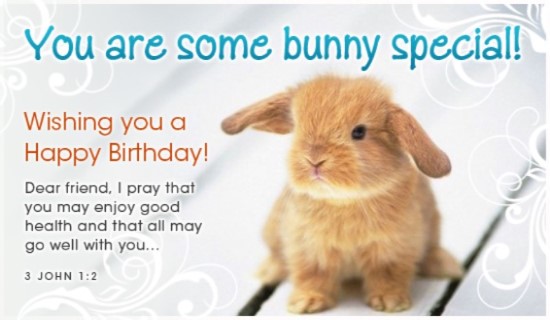 You are some bunny special!
Wishing you a
Happy Birthday!
Dear friend, I pray that
you may enjoy good
health and that all may
go well with you...
3 JOHN 1:2